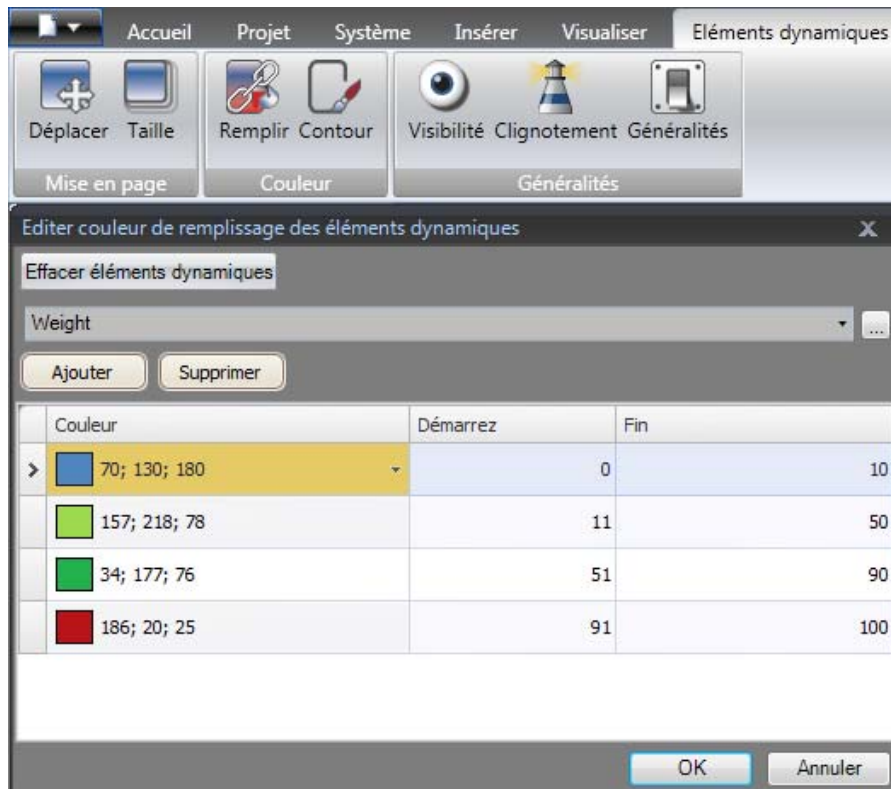 Accueil Projet Système Insérer Visualiser Eléments dynamiques
Déplacer Taille Remplir Contour Visibilité Clignotement Généralités
Mise en page Couleur Généralités
Editer couleur de remplissage des éléments dynamiques x
Effacer éléments dynamiques
Weight ...
Ajouter Supprimer
Couleur Démarrez Fin
70; 130; 180 0 10
157; 218; 78 11 50
34; 177; 76 51 90
186; 20; 25 91 100
OK Annuler